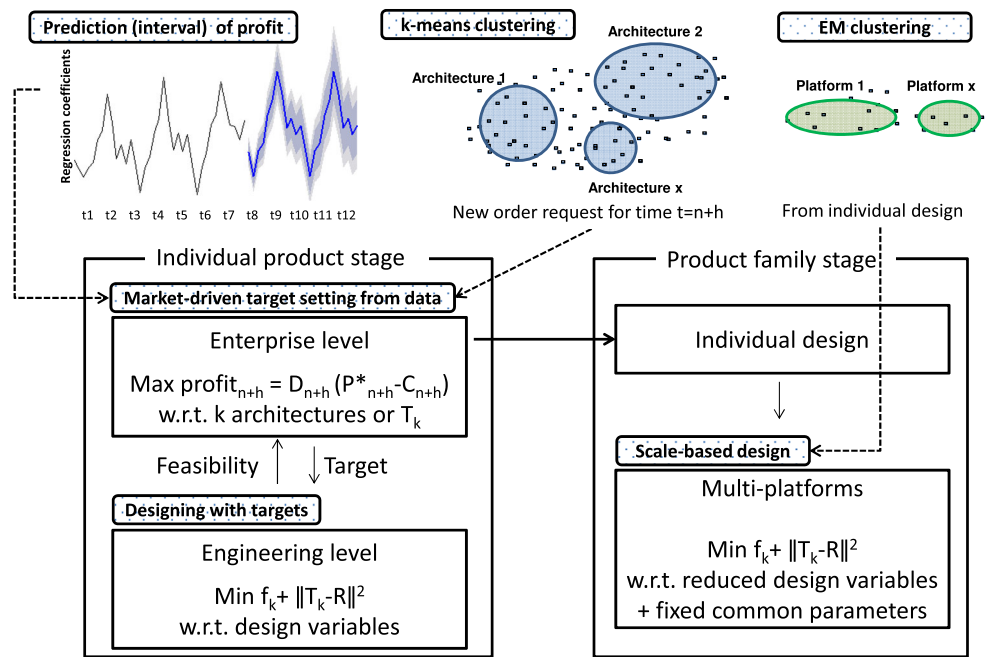 Prediction (interval) of profit
k-means clustering
EM clustering
Architecture 2
Architecture 1
Architecture x
Platform 1
Platform x
Regression coefficients
t1 t2 t3 t4 t5 t6 t7 t8 t9 t10 t11 t12
New order request for time t=n+h
From individual design
Individual product stage
Market-driven target setting from data
Enterprise level
Max profitₙ₊ₕ = Dₙ₊ₕ (P*ₙ₊ₕ-Cₙ₊ₕ)
w.r.t. k architectures or Tₖ
Feasibility
Target
Designing with targets
Engineering level
Min fₖ+ ‖Tₖ-R‖²
w.r.t. design variables
Product family stage
Individual design
Scale-based design
Multi-platforms
Min fₖ+ ‖Tₖ-R‖²
w.r.t. reduced design variables
+ fixed common parameters